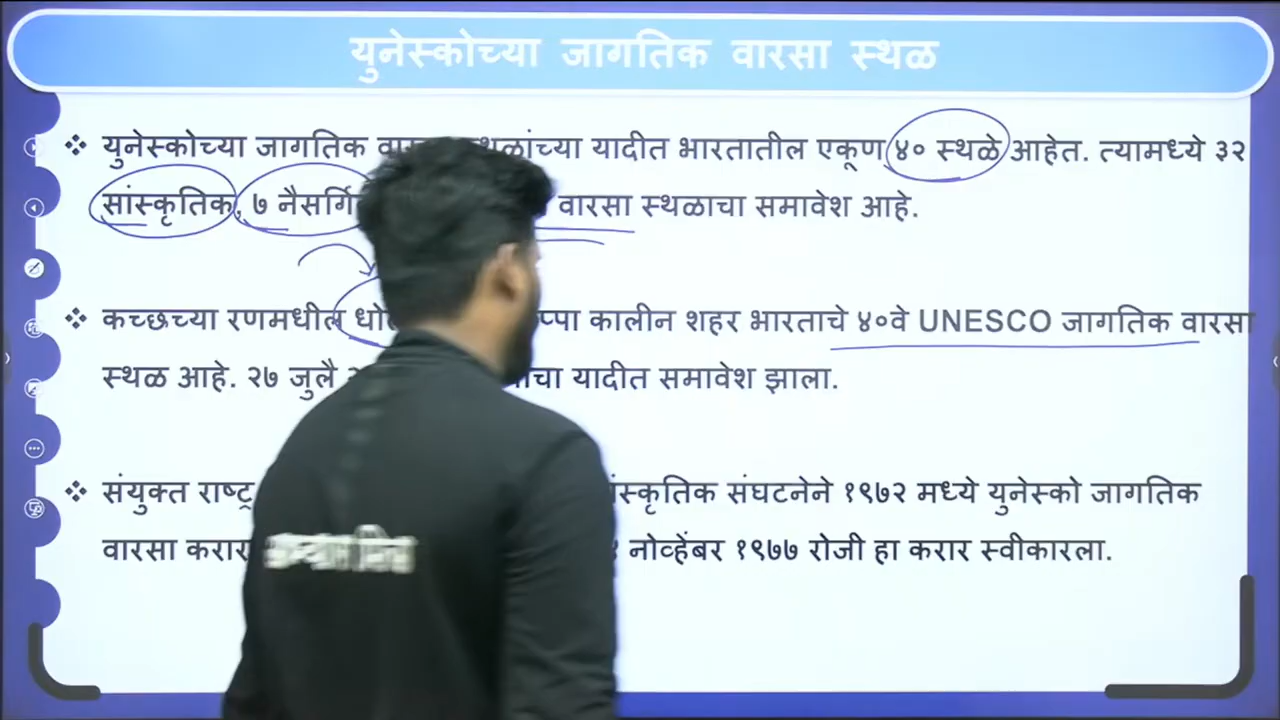 युनेस्कोच्या जागतिक वारसा स्थळ
❖ युनेस्कोच्या जागतिक स्थळांच्या यादीत भारतातील एकूण ४० स्थळे आहेत. त्यामध्ये ३२
सांस्कृतिक, ७ वारसा स्थळाचा समावेश आहे.
❖ कच्छच्या रणमधील कालीन शहर भारताचे ४०वे UNESCO जागतिक वारसा
स्थळ आहे. २७ जुलै यादीत समावेश झाला.
❖ संयुक्त राष्ट्र संघटनेने १९७२ मध्ये युनेस्को जागतिक
वारसा करार नोव्हेंबर १९७७ रोजी हा करार स्वीकारला.